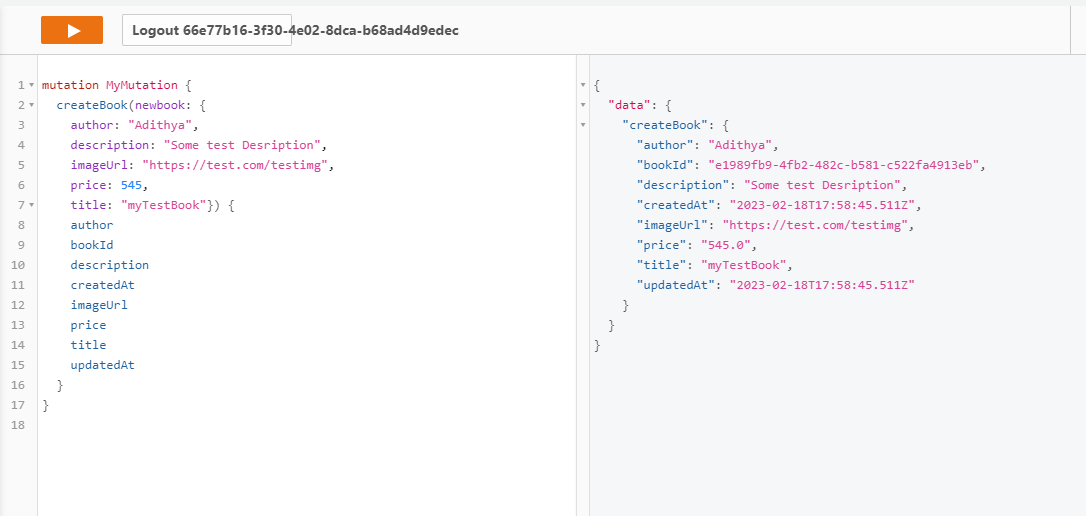 Logout 66e77b16-3f30-4e02-8dca-b68ad4d9edec
1 mutation MyMutation {
2 createBook(newbook: {
3 author: "Adithya",
4 description: "Some test Desription",
5 imageUrl: "https://test.com/testimg",
6 price: 545,
7 title: "myTestBook"}) {
8 author
9 bookId
10 description
11 createdAt
12 imageUrl
13 price
14 title
15 updatedAt
16 }
17 }
18
{
"data": {
"createBook": {
"author": "Adithya",
"bookId": "e1989fb9-4fb2-482c-b581-c522fa4913eb",
"description": "Some test Desription",
"createdAt": "2023-02-18T17:58:45.511Z",
"imageUrl": "https://test.com/testimg",
"price": "545.0",
"title": "myTestBook",
"updatedAt": "2023-02-18T17:58:45.511Z"
}
}
}